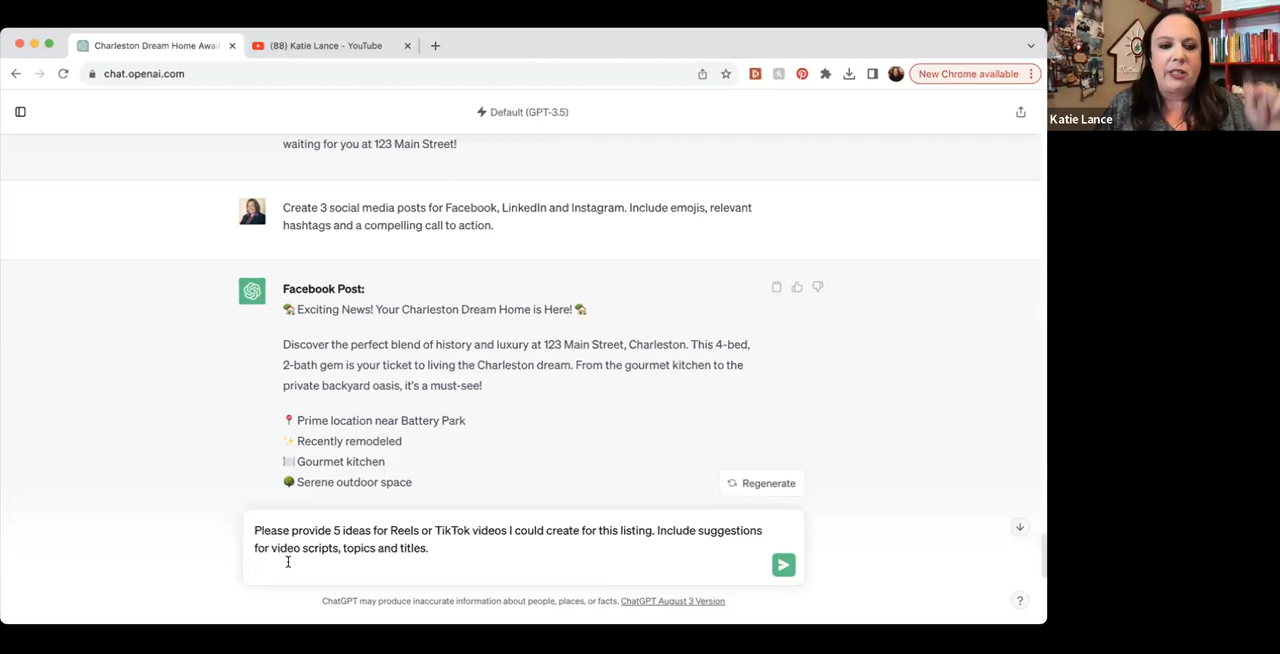 Charleston Dream Home Awai
(88) Katie Lance - YouTube
chat.openai.com
New Chrome available
Default (GPT-3.5)
waiting for you at 123 Main Street!
Create 3 social media posts for Facebook, LinkedIn and Instagram. Include emojis, relevant
hashtags and a compelling call to action.
Facebook Post:
🏡 Exciting News! Your Charleston Dream Home is Here! 🏡
Discover the perfect blend of history and luxury at 123 Main Street, Charleston. This 4-bed,
2-bath gem is your ticket to living the Charleston dream. From the gourmet kitchen to the
private backyard oasis, it's a must-see!
📍 Prime location near Battery Park
✨ Recently remodeled
🍽️ Gourmet kitchen
🌳 Serene outdoor space
Regenerate
Please provide 5 ideas for Reels or TikTok videos I could create for this listing. Include suggestions
for video scripts, topics and titles.
ChatGPT may produce inaccurate information about people, places, or facts. ChatGPT August 3 Version
?
Katie Lance